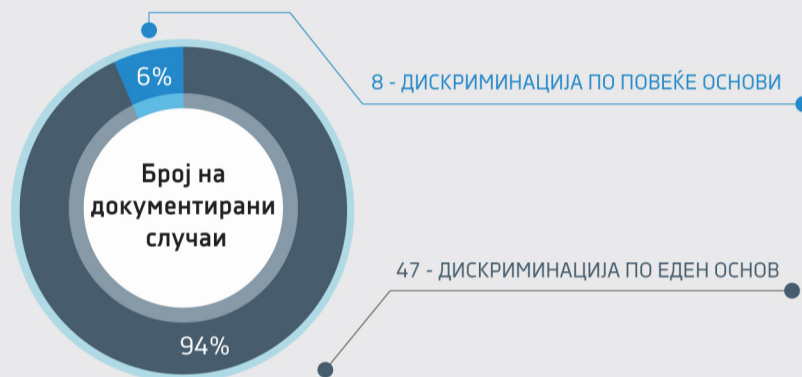 6%
8 - ДИСКРИМИНАЦИЈА ПО ПОВЕЌЕ ОСНОВИ
Број на
документирани
случаи
47 - ДИСКРИМИНАЦИЈА ПО ЕДЕН ОСНОВ
94%